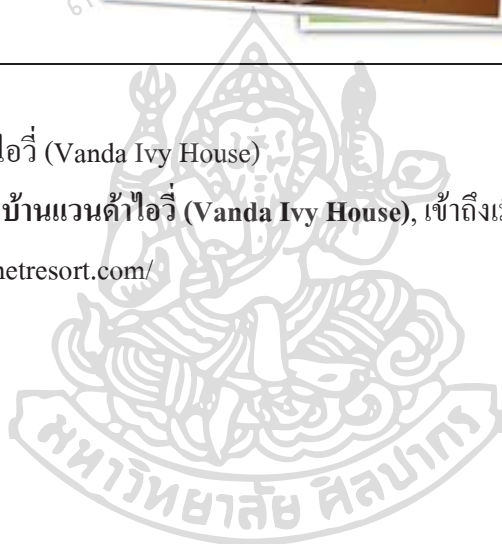 ไอวี่ (Vanda Ivy House)
บ้านแวนด้าไอวี่ (Vanda Ivy House), เข้าถึงเ
netresort.com/
มหาวิทยาลัย ศิลปากร